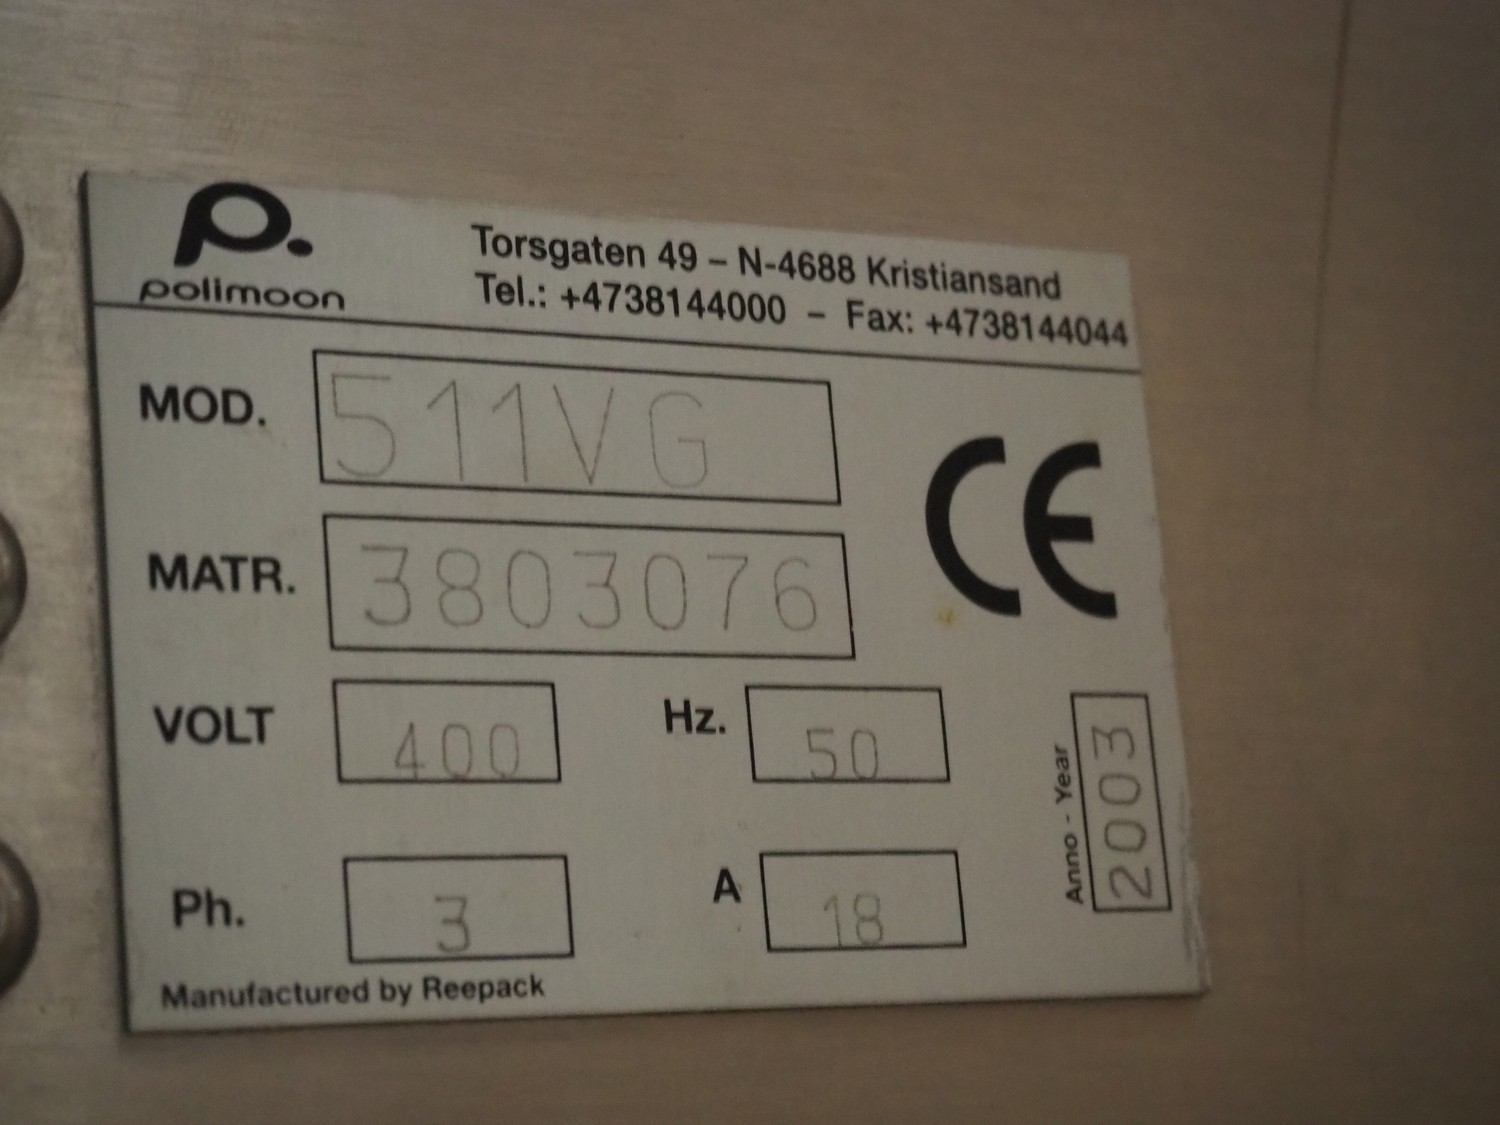 polimoon
Torsgaten 49 – N-4688 Kristiansand
Tel.: +4738144000 – Fax: +4738144044
MOD. 511VG
MATR. 3803076
CE
VOLT 400 Hz. 50
Ph. 3 A 18
Anno - Year 2003
Manufactured by Reepack